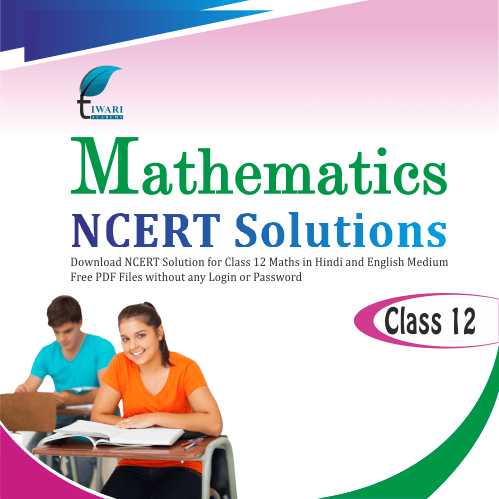 tIWARI
ACADEMY
Mathematics
NCERT Solutions
Download NCERT Solution for Class 12 Maths in Hindi and English Medium
Free PDF Files without any Login or Password
Class 12